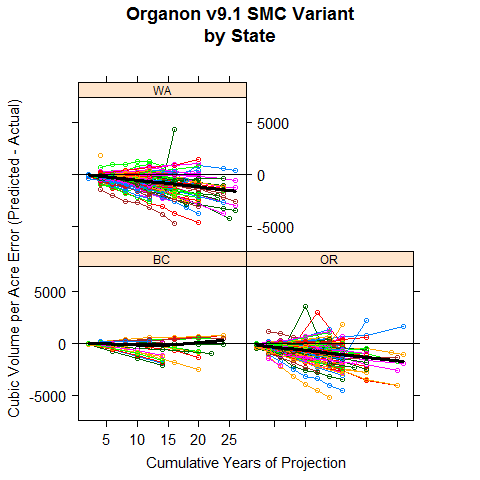 Organon v9.1 SMC Variant
by State
WA
5000
0
-5000
BC
OR
5000
0
-5000
5 10 15 20 25
Cubic Volume per Acre Error (Predicted - Actual)
Cumulative Years of Projection